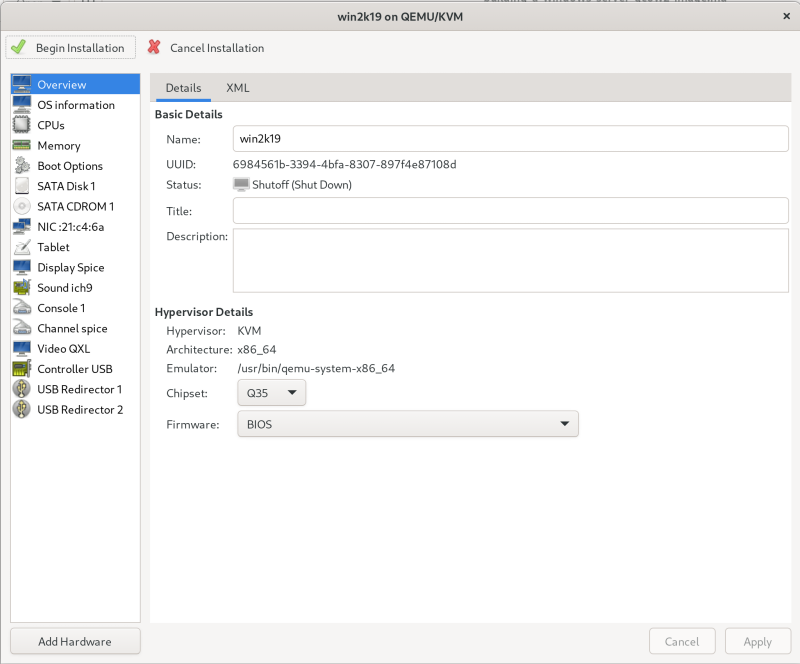 win2k19 on QEMU/KVM
Begin Installation
Cancel Installation
Overview
OS information
CPUs
Memory
Boot Options
SATA Disk 1
SATA CDROM 1
NIC :21:c4:6a
Tablet
Display Spice
Sound ich9
Console 1
Channel spice
Video QXL
Controller USB
USB Redirector 1
USB Redirector 2
Add Hardware
Details XML
Basic Details
Name: win2k19
UUID: 6984561b-3394-4bfa-8307-897f4e87108d
Status: Shutoff (Shut Down)
Title:
Description:
Hypervisor Details
Hypervisor: KVM
Architecture: x86_64
Emulator: /usr/bin/qemu-system-x86_64
Chipset: Q35
Firmware: BIOS
Cancel Apply